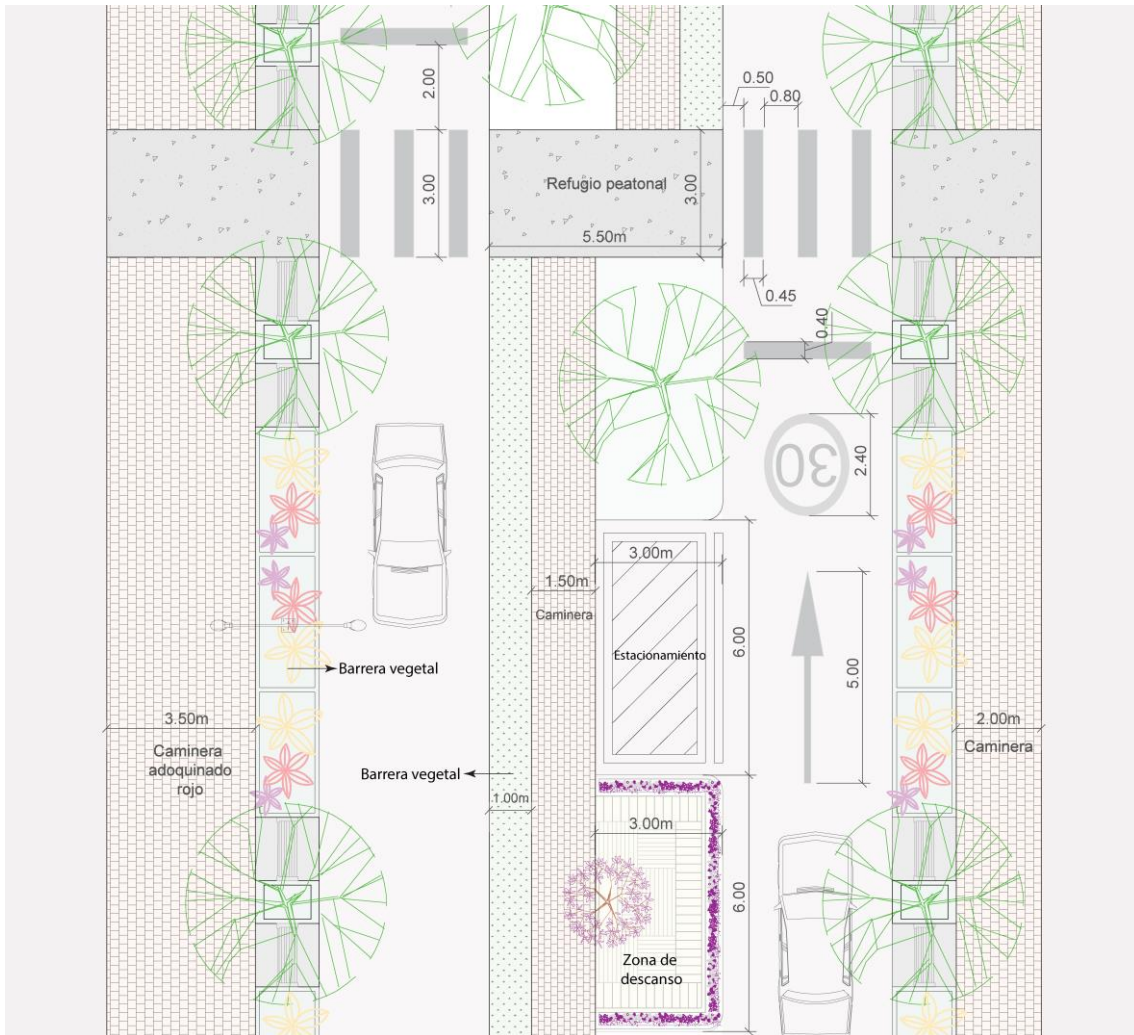 0.50
0.80
2.00
3.00
Refugio peatonal
3.00
5.50m
0.45
0.40
30
2.40
3.00m
1.50m
Caminera
Estacionamiento
6.00
5.00
Barrera vegetal
3.50m
Caminera
adoquinado
rojo
2.00m
Caminera
Barrera vegetal
1.00m
3.00m
6.00
Zona de
descanso